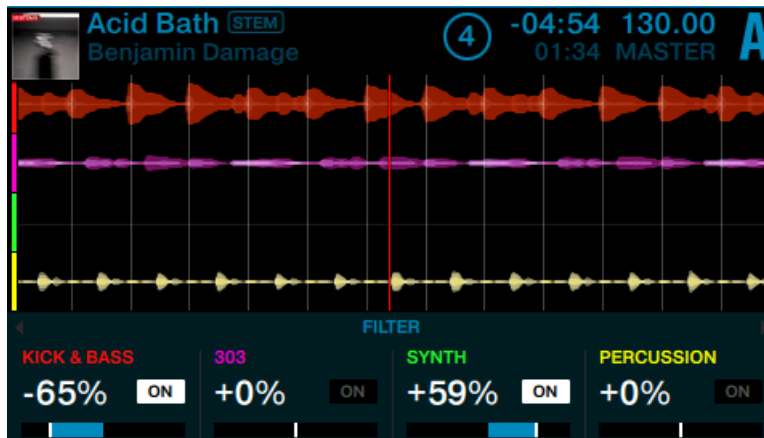 Acid Bath STEM
Benjamin Damage
4
-04:54 130.00
01:34 MASTER
A
FILTER
KICK & BASS 303 SYNTH PERCUSSION
-65% ON +0% ON +59% ON +0% ON